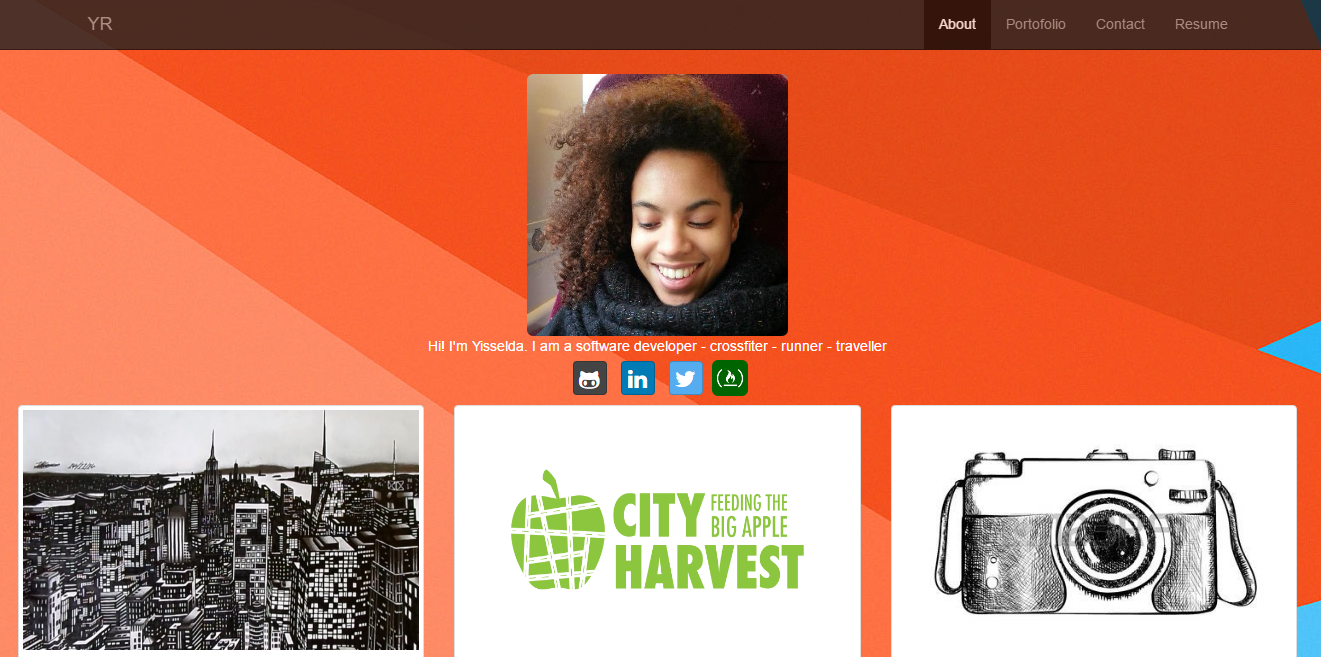 YR
About Portofolio Contact Resume
Hi! I'm Yisselda. I am a software developer - crossfiter - runner - traveller
in
CITY FEEDING THE
BIG APPLE
HARVEST